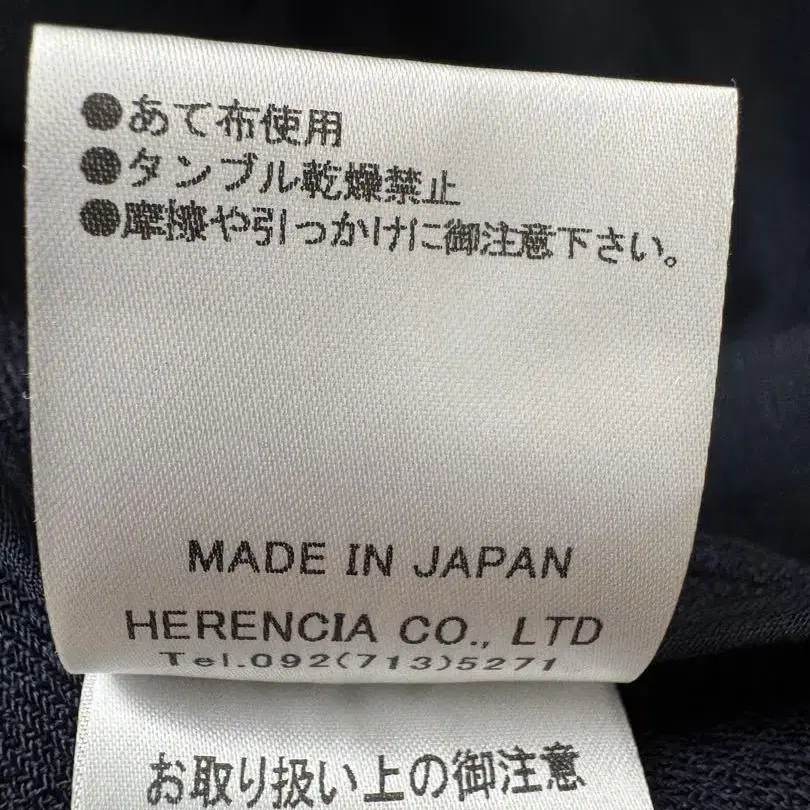 ●あて布使用
●タンブル乾燥禁止
●摩擦や引っかけに御注意下さい。
MADE IN JAPAN
HERENCIA CO., LTD
Tel.092(713)5271
お取り扱い上の御注意